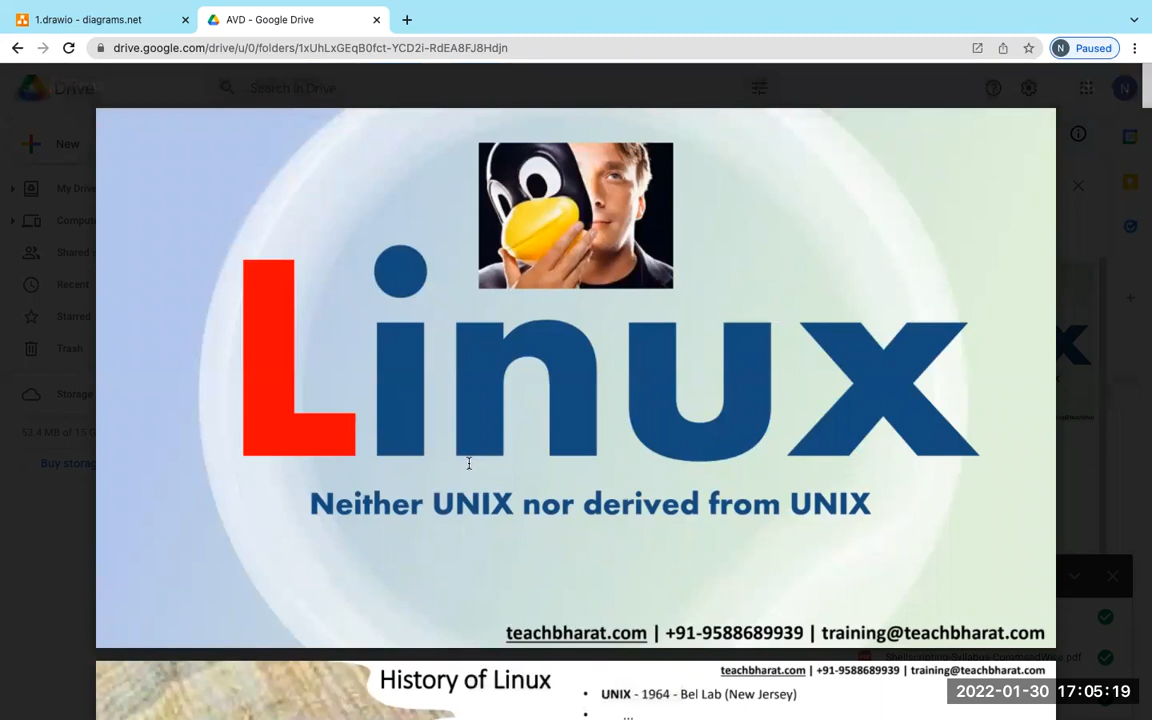 1.drawio - diagrams.net
AVD - Google Drive
drive.google.com/drive/u/0/folders/1xUhLxGEqB0fct-YCD2i-RdEA8FJ8Hdjn
N Paused
Drive
Search in Drive
N
New
My Drive
Compute
Shared
Recent
Starred
Trash
Storage
Buy storag
Linux
Neither UNIX nor derived from UNIX
teachbharat.com | +91-9588689939 | training@teachbharat.com
History of Linux
teachbharat.com | +91-9588689939 | training@teachbharat.com
• UNIX - 1964 - Bel Lab (New Jersey)
2022-01-30 17:05:19